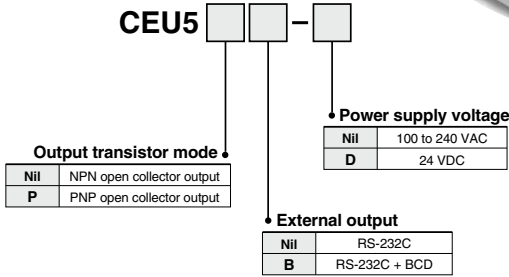 CEU5 –
Power supply voltage
Nil 100 to 240 VAC
D 24 VDC
Output transistor mode
Nil NPN open collector output
P PNP open collector output
External output
Nil RS-232C
B RS-232C + BCD